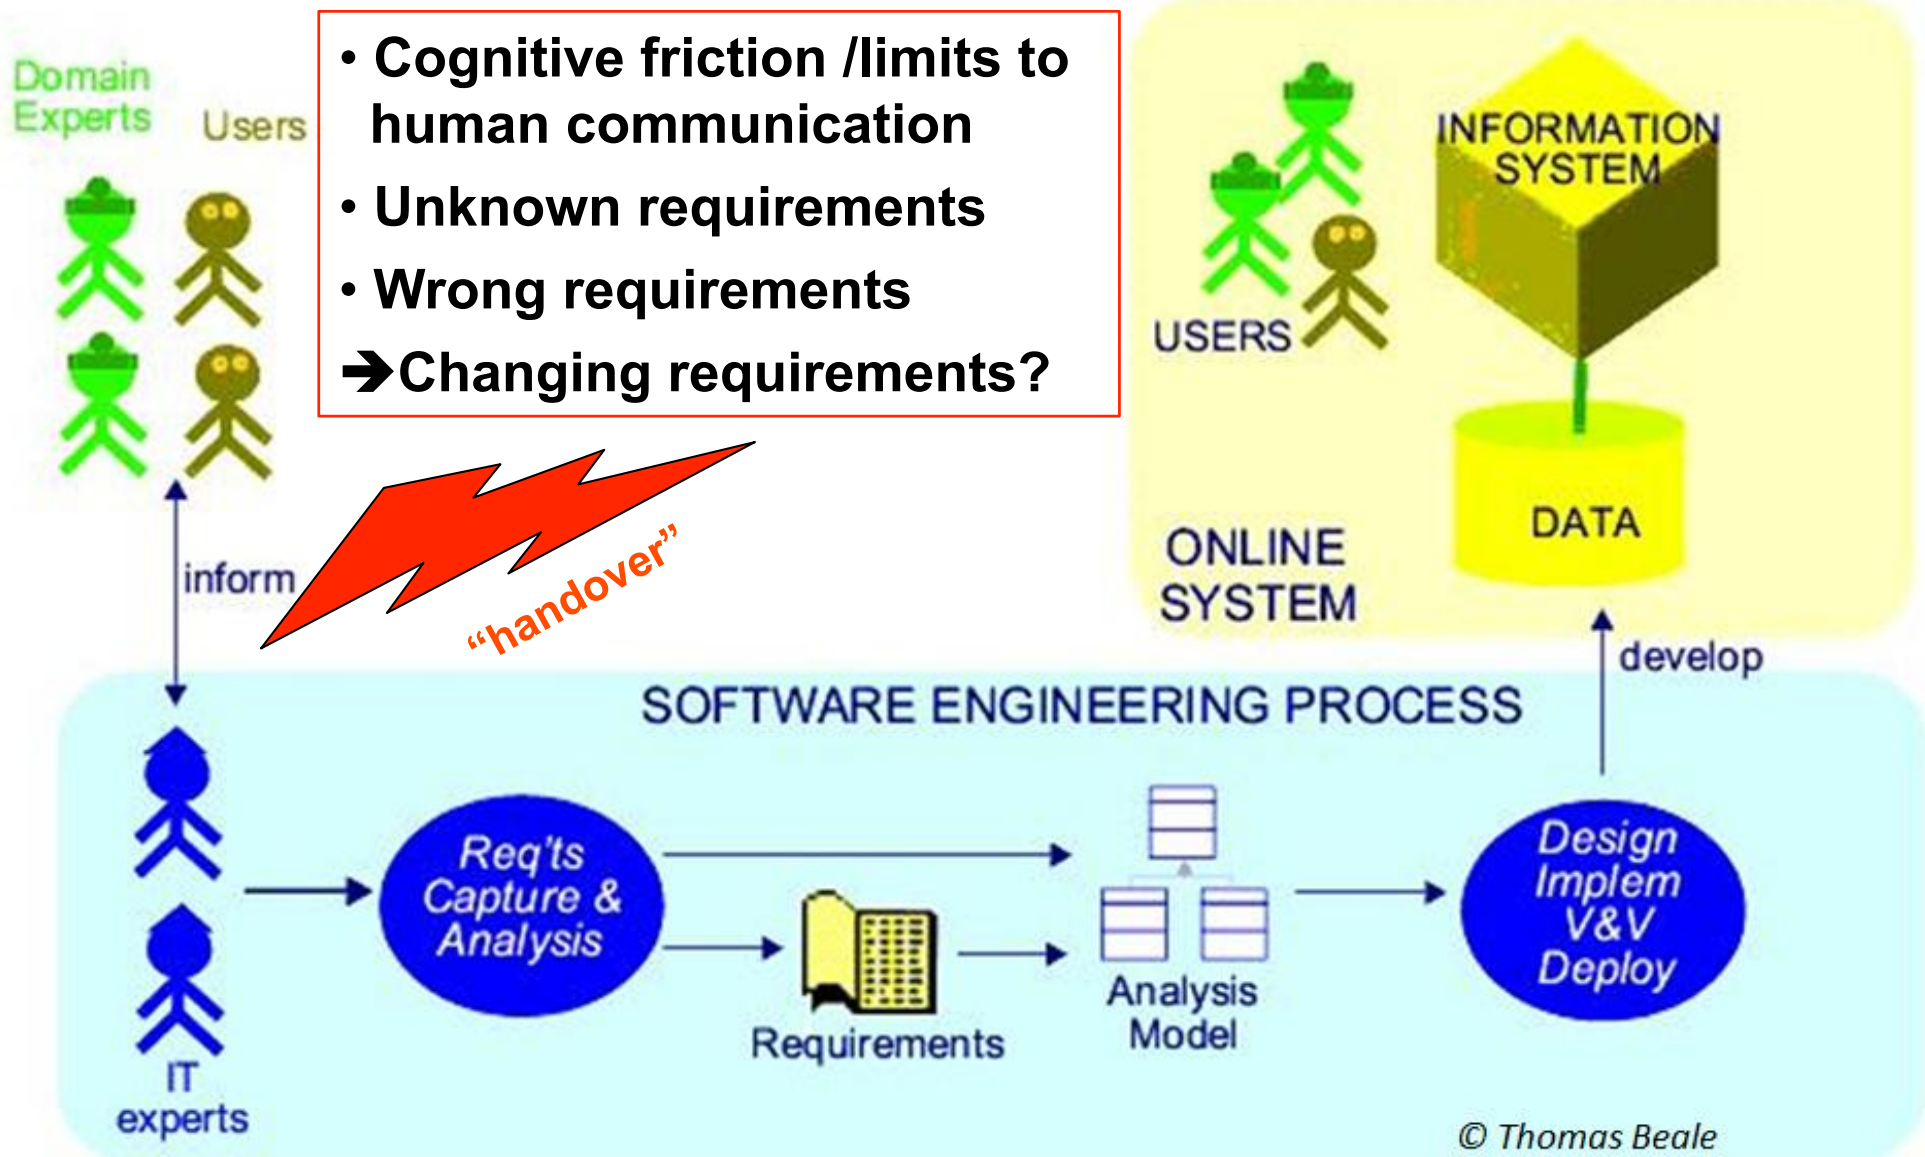 Domain
Experts
Users
• Cognitive friction /limits to
human communication
• Unknown requirements
• Wrong requirements
➔Changing requirements?
INFORMATION
SYSTEM
USERS
DATA
ONLINE
SYSTEM
inform
“handover”
develop
SOFTWARE ENGINEERING PROCESS
Req'ts
Capture &
Analysis
Requirements
Analysis
Model
Design
Implem
V&V
Deploy
IT
experts
© Thomas Beale